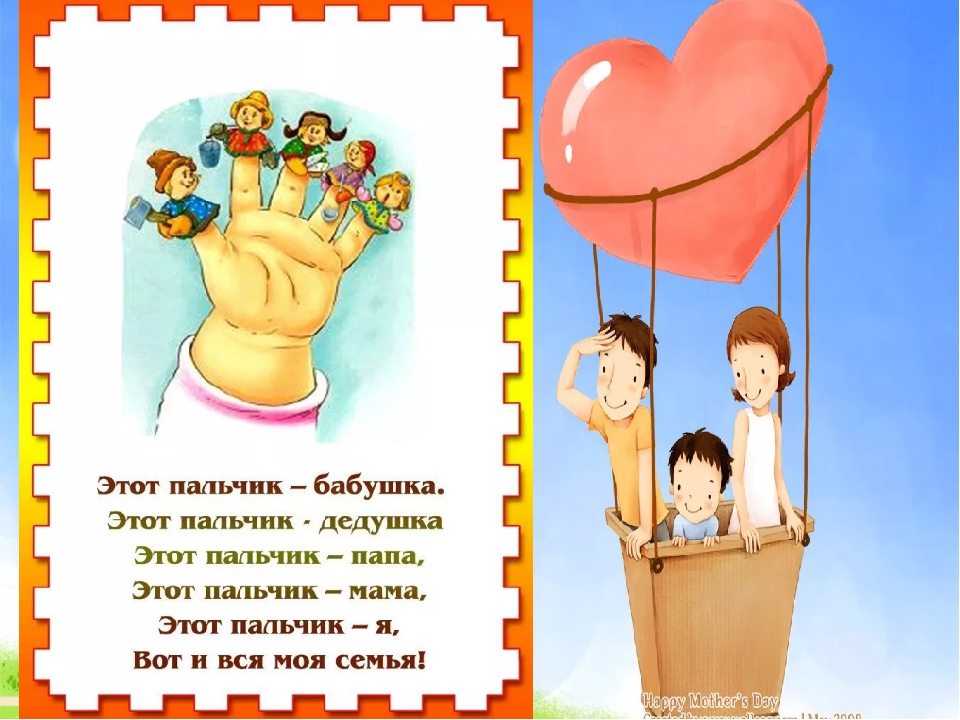 Этот пальчик – бабушка.
Этот пальчик - дедушка
Этот пальчик – папа,
Этот пальчик – мама,
Этот пальчик – я,
Вот и вся моя семья!
Happy Mother's Day